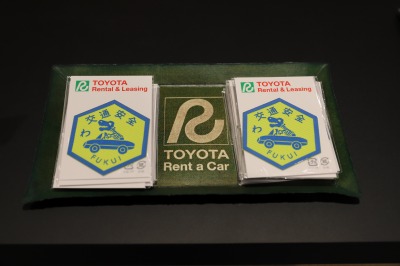 TOYOTA
Rental & Leasing
交通安全
わ
FUKUI
R
TOYOTA
Rent a Car
TOYOTA
Rental & Leasing
交通安全
わ
FUKUI